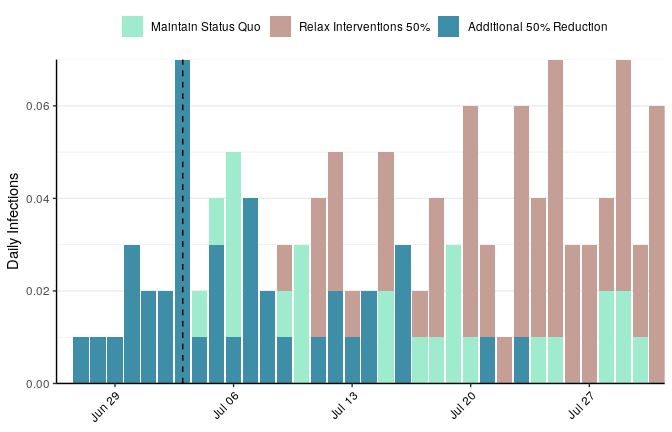 Maintain Status Quo Relax Interventions 50% Additional 50% Reduction
Daily Infections
0.06
0.04
0.02
0.00
Jun 29 Jul 06 Jul 13 Jul 20 Jul 27